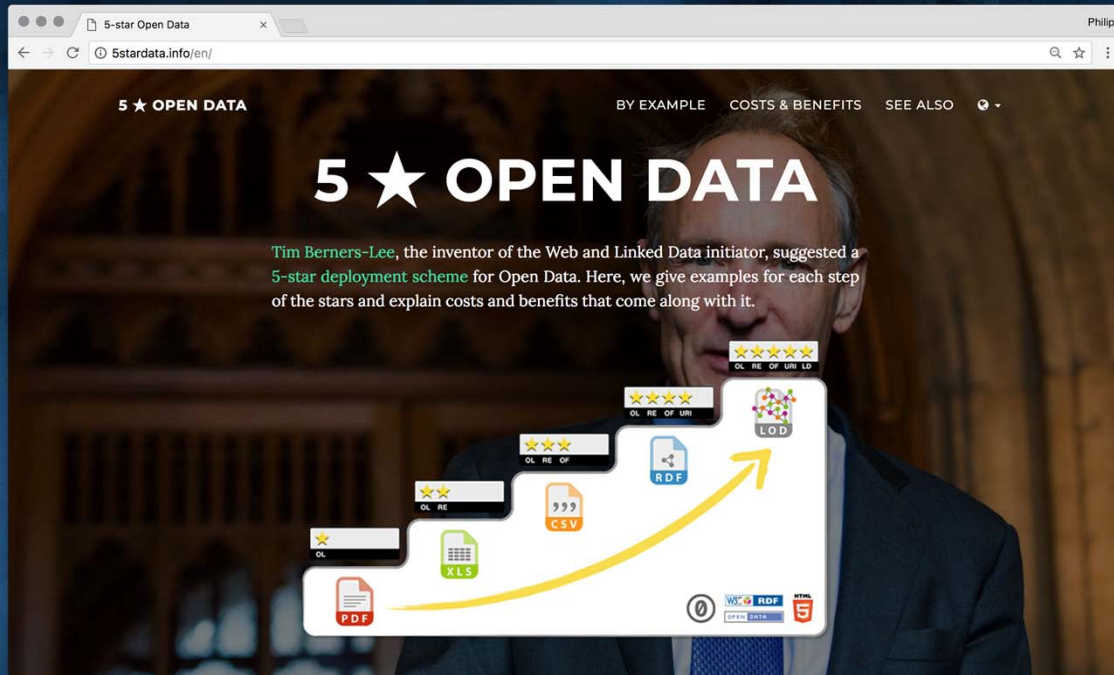 5-star Open Data
Philip
5stardata.info/en/
5 ★ OPEN DATA
BY EXAMPLE COSTS & BENEFITS SEE ALSO
5 ★ OPEN DATA
Tim Berners-Lee, the inventor of the Web and Linked Data initiator, suggested a
5-star deployment scheme for Open Data. Here, we give examples for each step
of the stars and explain costs and benefits that come along with it.
OL RE OF URI LD
LOD
OL RE OF URI
RDF
OL RE OF
CSV
OL RE
XLS
OL
PDF
0
W3C RDF
OPEN DATA
HTML
5